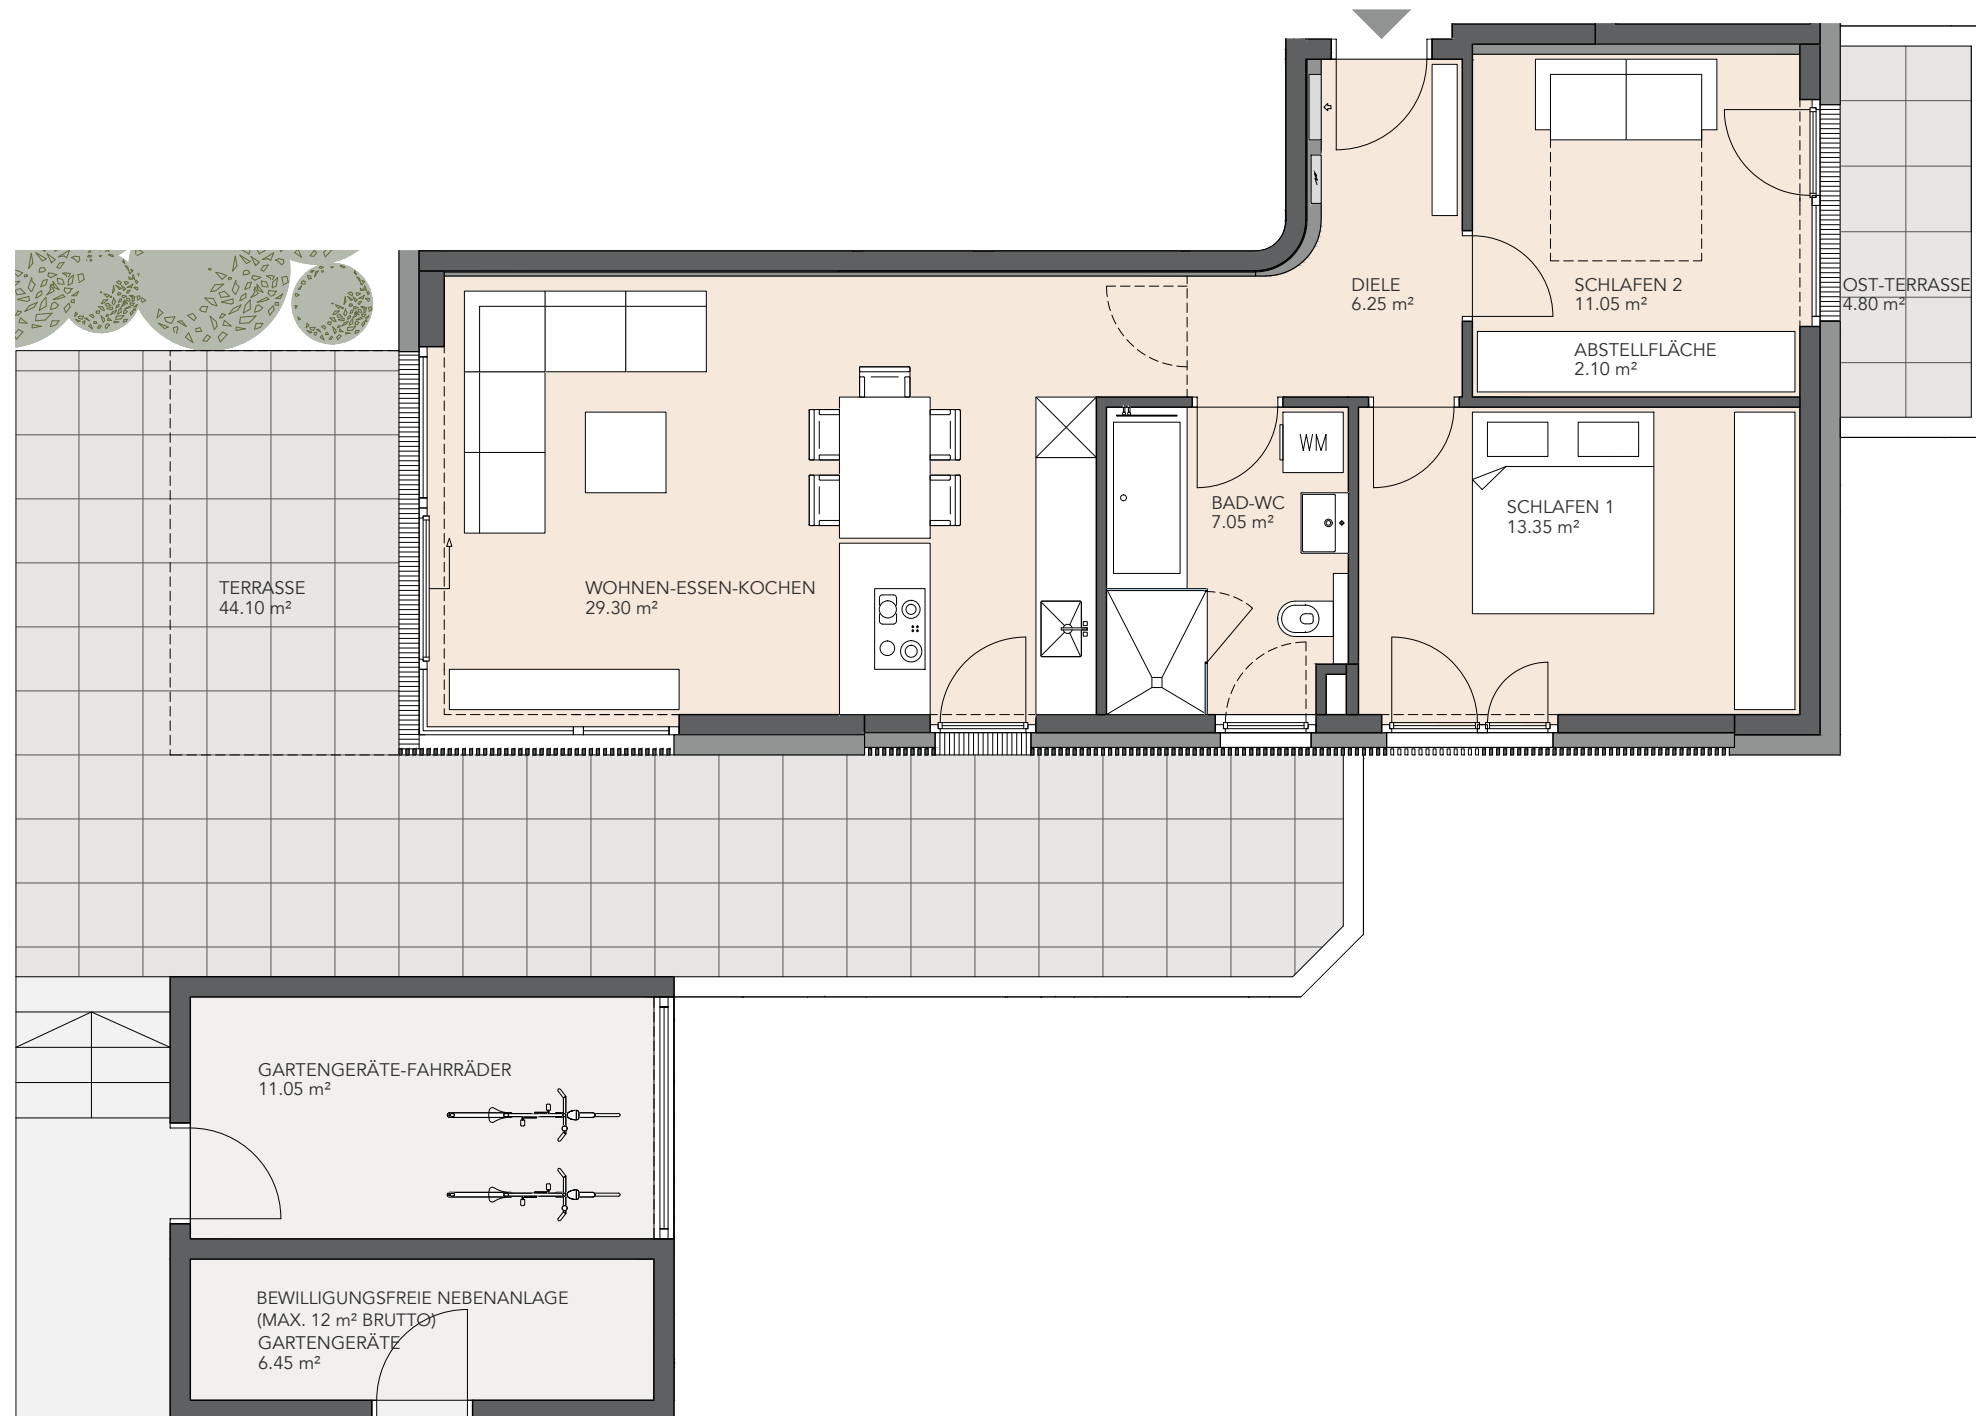 DIELE
6.25 m²
SCHLAFEN 2
11.05 m²
OST-TERRASSE
4.80 m²
ABSTELLFLÄCHE
2.10 m²
WM
BAD-WC
7.05 m²
SCHLAFEN 1
13.35 m²
TERRASSE
44.10 m²
WOHNEN-ESSEN-KOCHEN
29.30 m²
GARTENGERÄTE-FAHRRÄDER
11.05 m²
BEWILLIGUNGSFREIE NEBENANLAGE
(MAX. 12 m² BRUTTO)
GARTENGERÄTE
6.45 m²